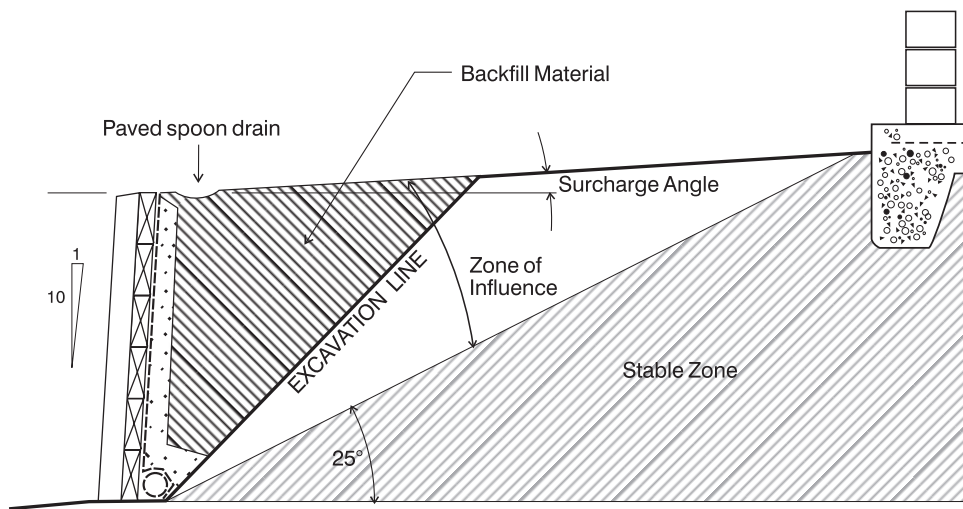 Backfill Material
Paved spoon drain
Surcharge Angle
1
10
Zone of
Influence
EXCAVATION LINE
Stable Zone
25°